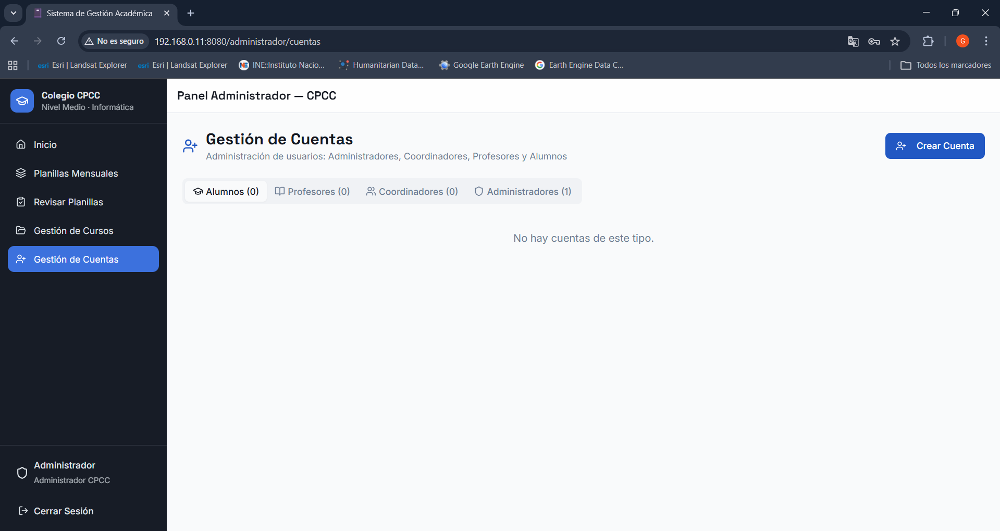 Sistema de Gestión Académica
No es seguro
192.168.0.11:8080/administrador/cuentas
G
esri Esri | Landsat Explorer
esri Esri | Landsat Explorer
NE INE::Instituto Nacio...
Humanitarian Data...
Google Earth Engine
Earth Engine Data C...
Todos los marcadores
Colegio CPCC
Nivel Medio · Informática
Inicio
Planillas Mensuales
Revisar Planillas
Gestión de Cursos
Gestión de Cuentas
Administrador
Administrador CPCC
Cerrar Sesión
Panel Administrador — CPCC
Gestión de Cuentas
Administración de usuarios: Administradores, Coordinadores, Profesores y Alumnos
Crear Cuenta
Alumnos (0)
Profesores (0)
Coordinadores (0)
Administradores (1)
No hay cuentas de este tipo.